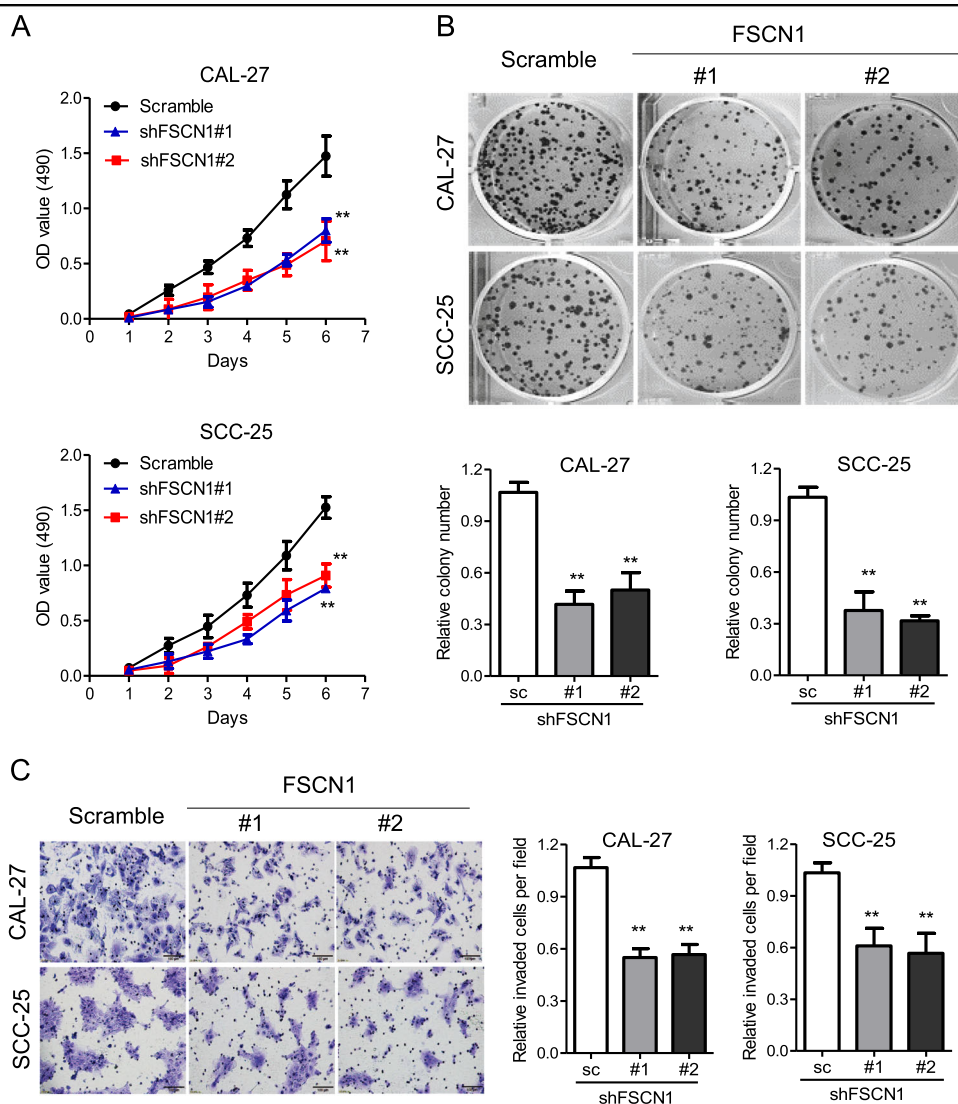 A
CAL-27
2.0
1.5
1.0
0.5
0.0
OD value (490)
Scramble
shFSCN1#1
shFSCN1#2
**
**
0 1 2 3 4 5 6 7
Days
SCC-25
2.0
1.5
1.0
0.5
0.0
OD value (490)
Scramble
shFSCN1#1
shFSCN1#2
**
**
0 1 2 3 4 5 6 7
Days
B
Scramble
FSCN1
#1 #2
CAL-27
SCC-25
CAL-27
1.2
0.9
0.6
0.3
0.0
Relative colony number
** **
sc #1 #2
shFSCN1
SCC-25
1.2
0.9
0.6
0.3
0.0
Relative colony number
** **
sc #1 #2
shFSCN1
C
Scramble
FSCN1
#1 #2
CAL-27
SCC-25
CAL-27
1.2
0.9
0.6
0.3
0.0
Relative invaded cells per field
** **
sc #1 #2
shFSCN1
SCC-25
1.2
0.9
0.6
0.3
0.0
Relative invaded cells per field
** **
sc #1 #2
shFSCN1